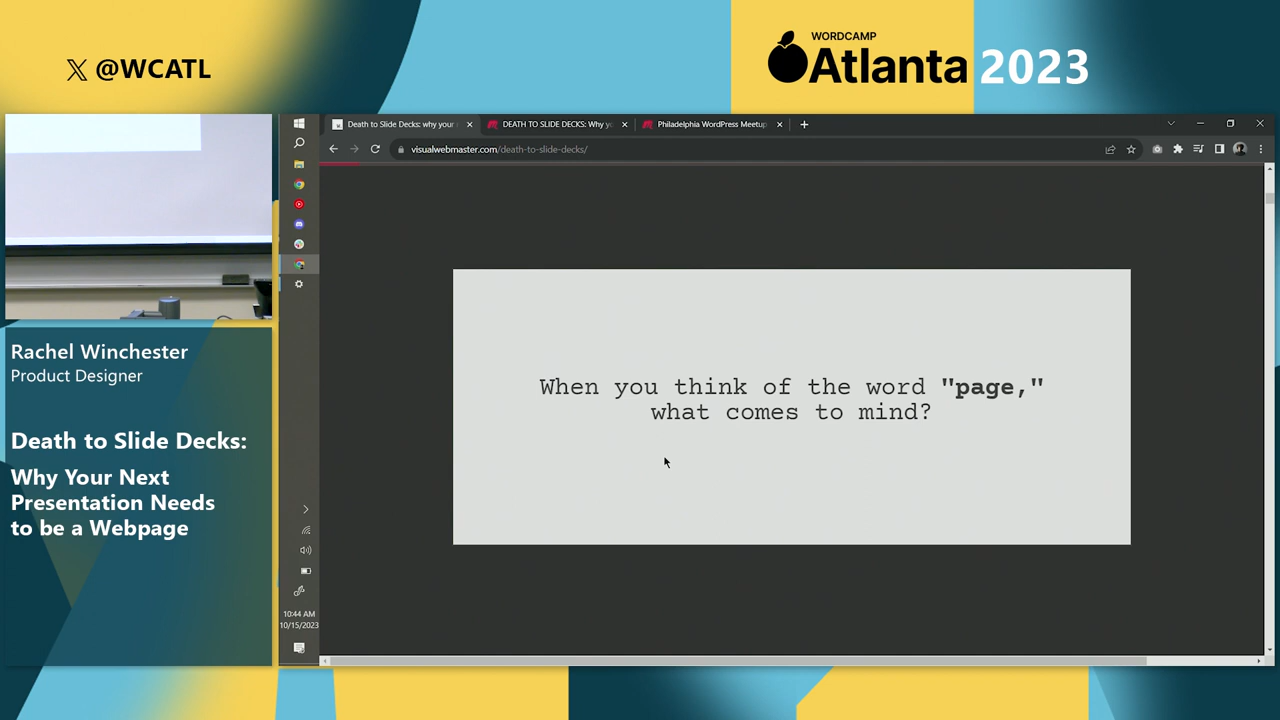 𝕏 @WCATL
WORDCAMP
Atlanta 2023
Death to Slide Decks: why your
DEATH TO SLIDE DECKS: Why yo
Philadelphia WordPress Meetup
visualwebmaster.com/death-to-slide-decks/
When you think of the word "page,"
what comes to mind?
Rachel Winchester
Product Designer
Death to Slide Decks:
Why Your Next
Presentation Needs
to be a Webpage
10:44 AM
10/15/2023